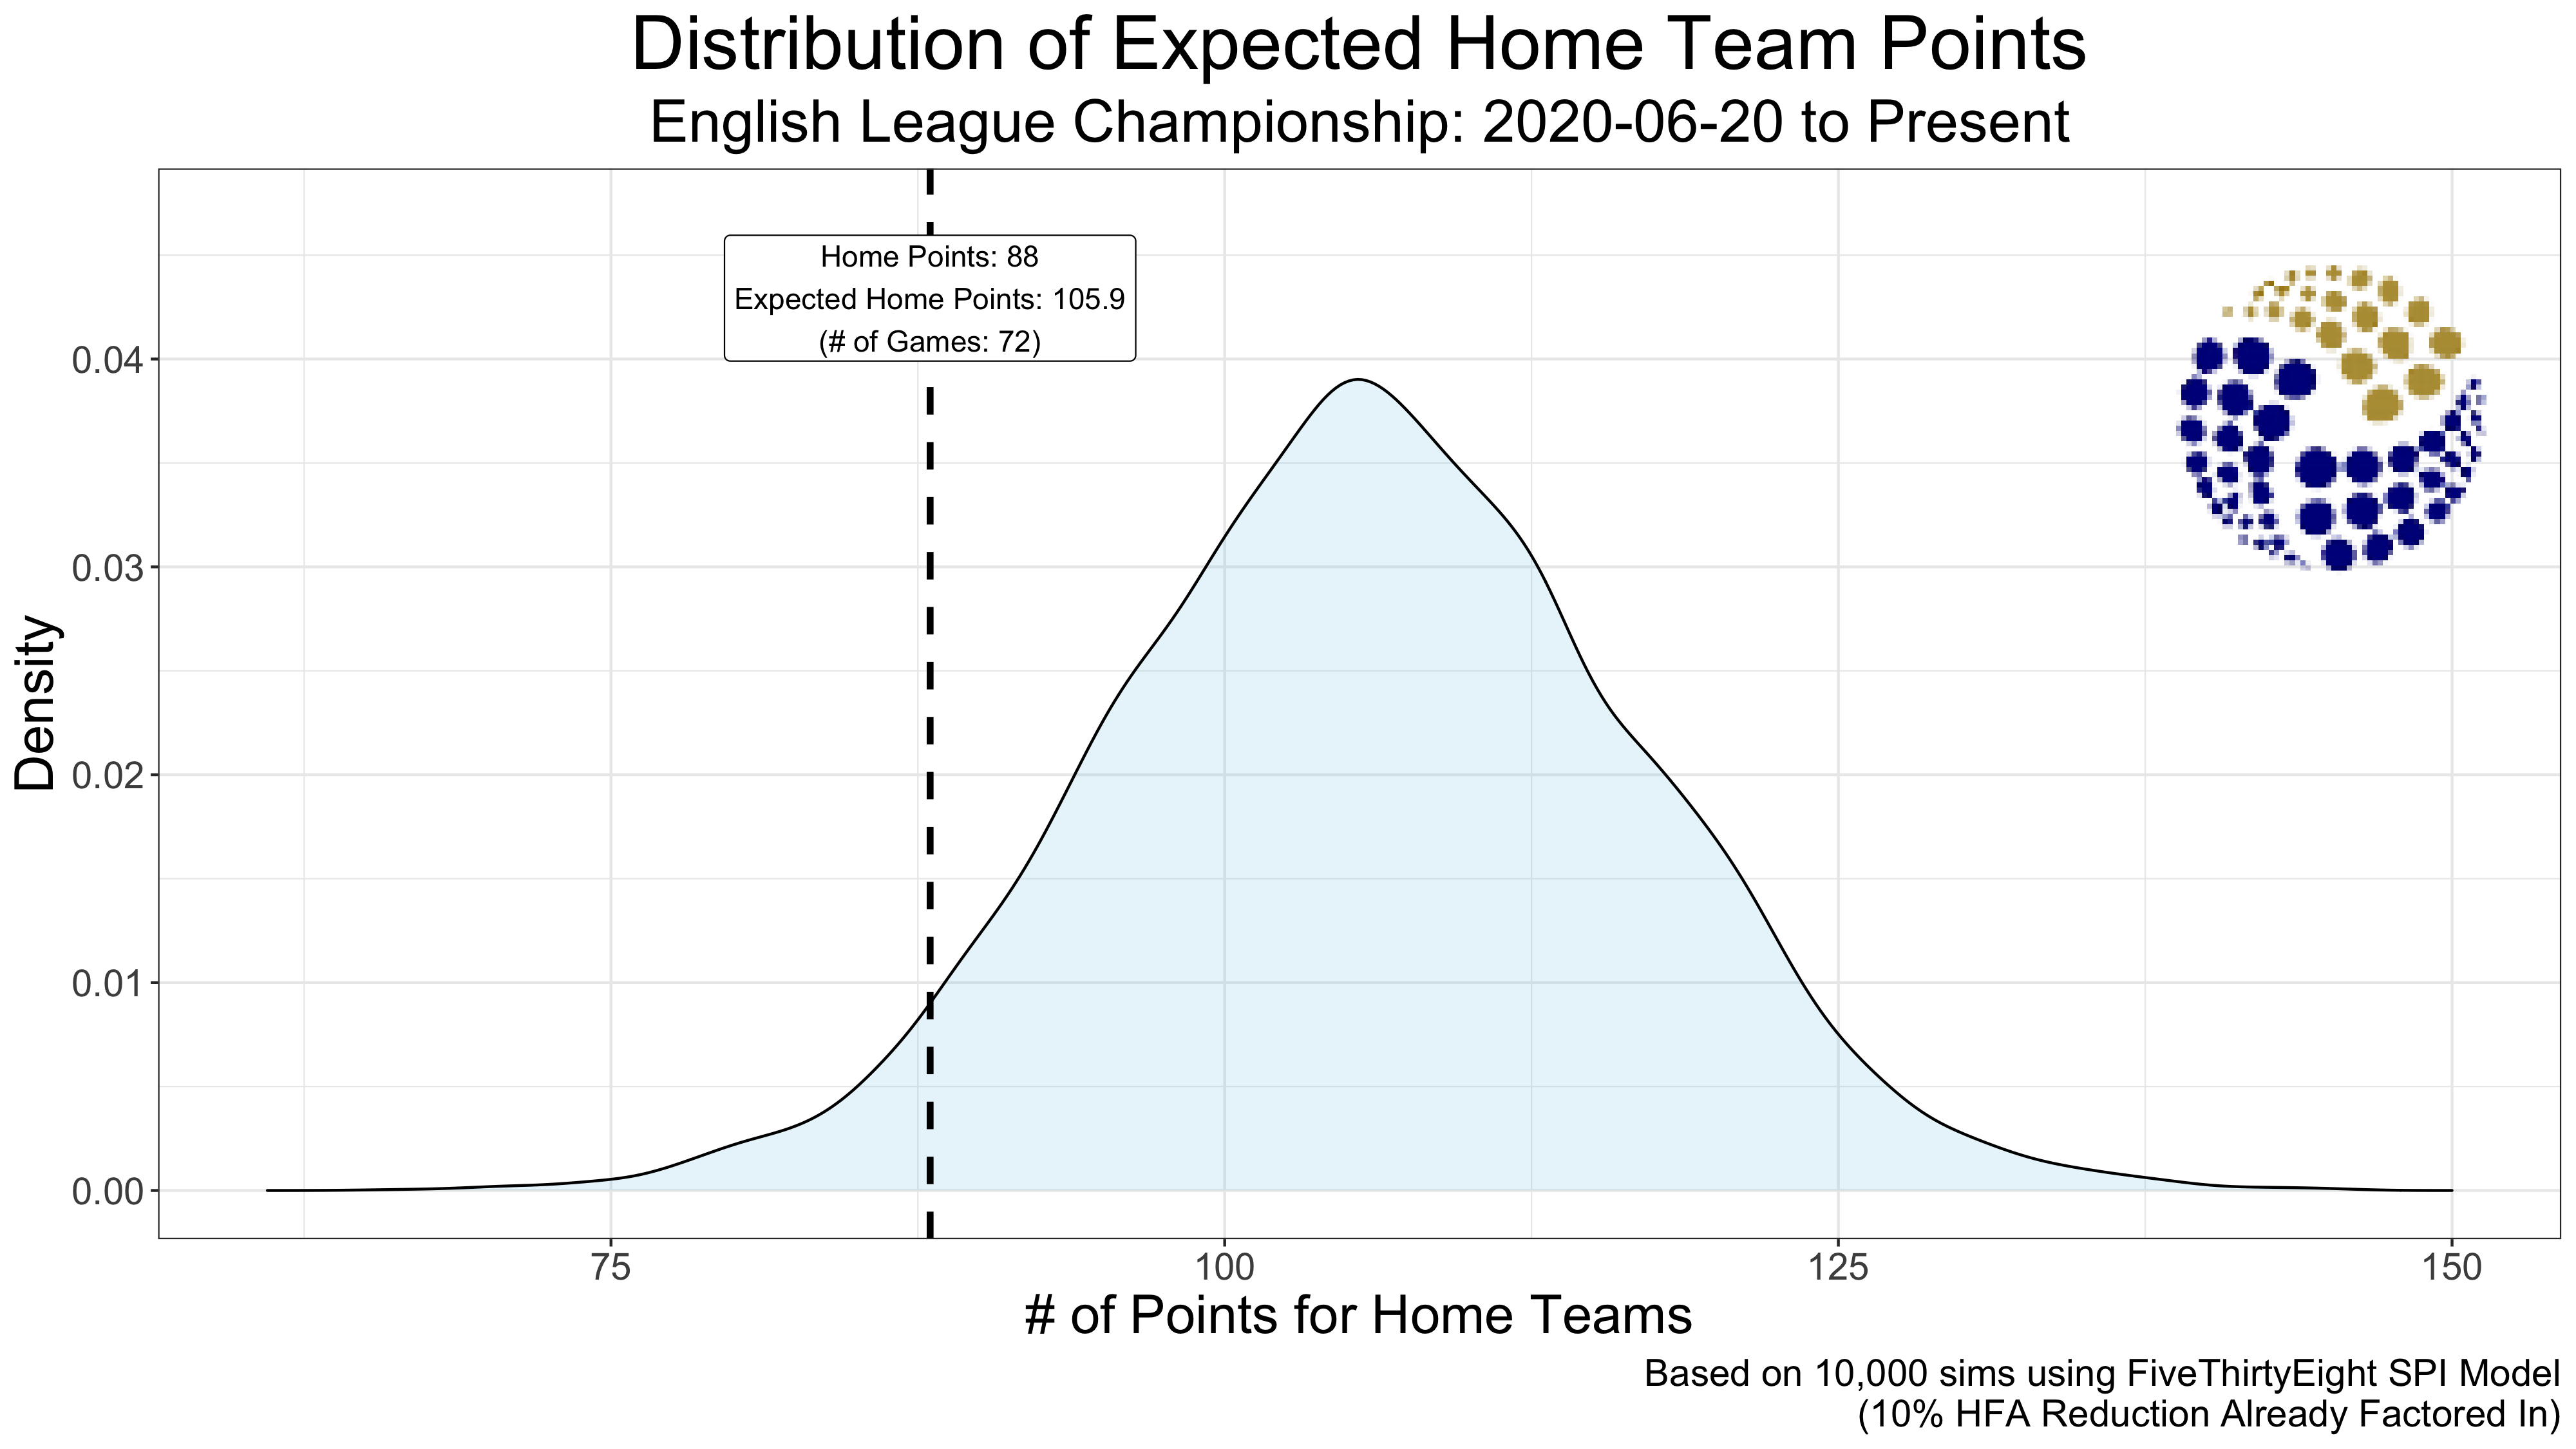 Distribution of Expected Home Team Points
English League Championship: 2020-06-20 to Present
Home Points: 88
Expected Home Points: 105.9
(# of Games: 72)
Density
0.04
0.03
0.02
0.01
0.00
75 100 125 150
# of Points for Home Teams
Based on 10,000 sims using FiveThirtyEight SPI Model
(10% HFA Reduction Already Factored In)